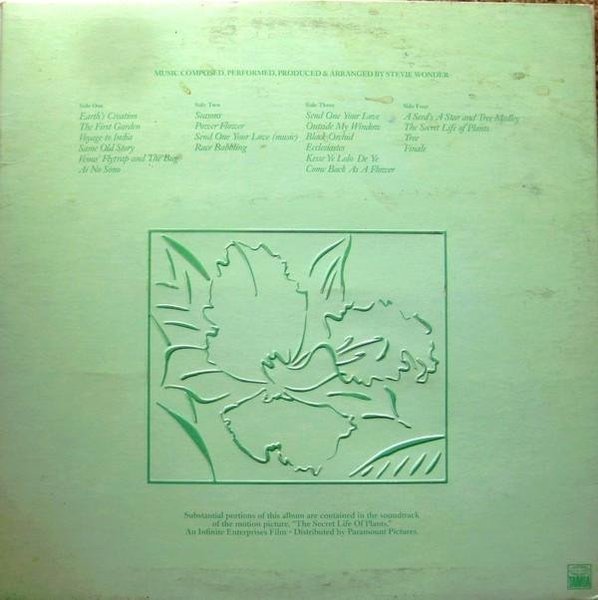 MUSIC COMPOSED, PERFORMED, PRODUCED & ARRANGED BY STEVIE WONDER
Side One
Earth's Creation
The First Garden
Voyage to India
Same Old Story
Venus' Flytrap and The Bug
Ai No Sono
Side Two
Seasons
Power Flower
Send One Your Love (music)
Race Babbling
Side Three
Send One Your Love
Outside My Window
Black Orchid
Ecclesiastes
Kesse Ye Lolo De Ye
Come Back As A Flower
Side Four
A Seed's A Star and Tree Medley
The Secret Life of Plants
Tree
Finale
Substantial portions of this album are contained in the soundtrack
of the motion picture, "The Secret Life Of Plants."
An Infinite Enterprises Film • Distributed by Paramount Pictures.
TAMLA